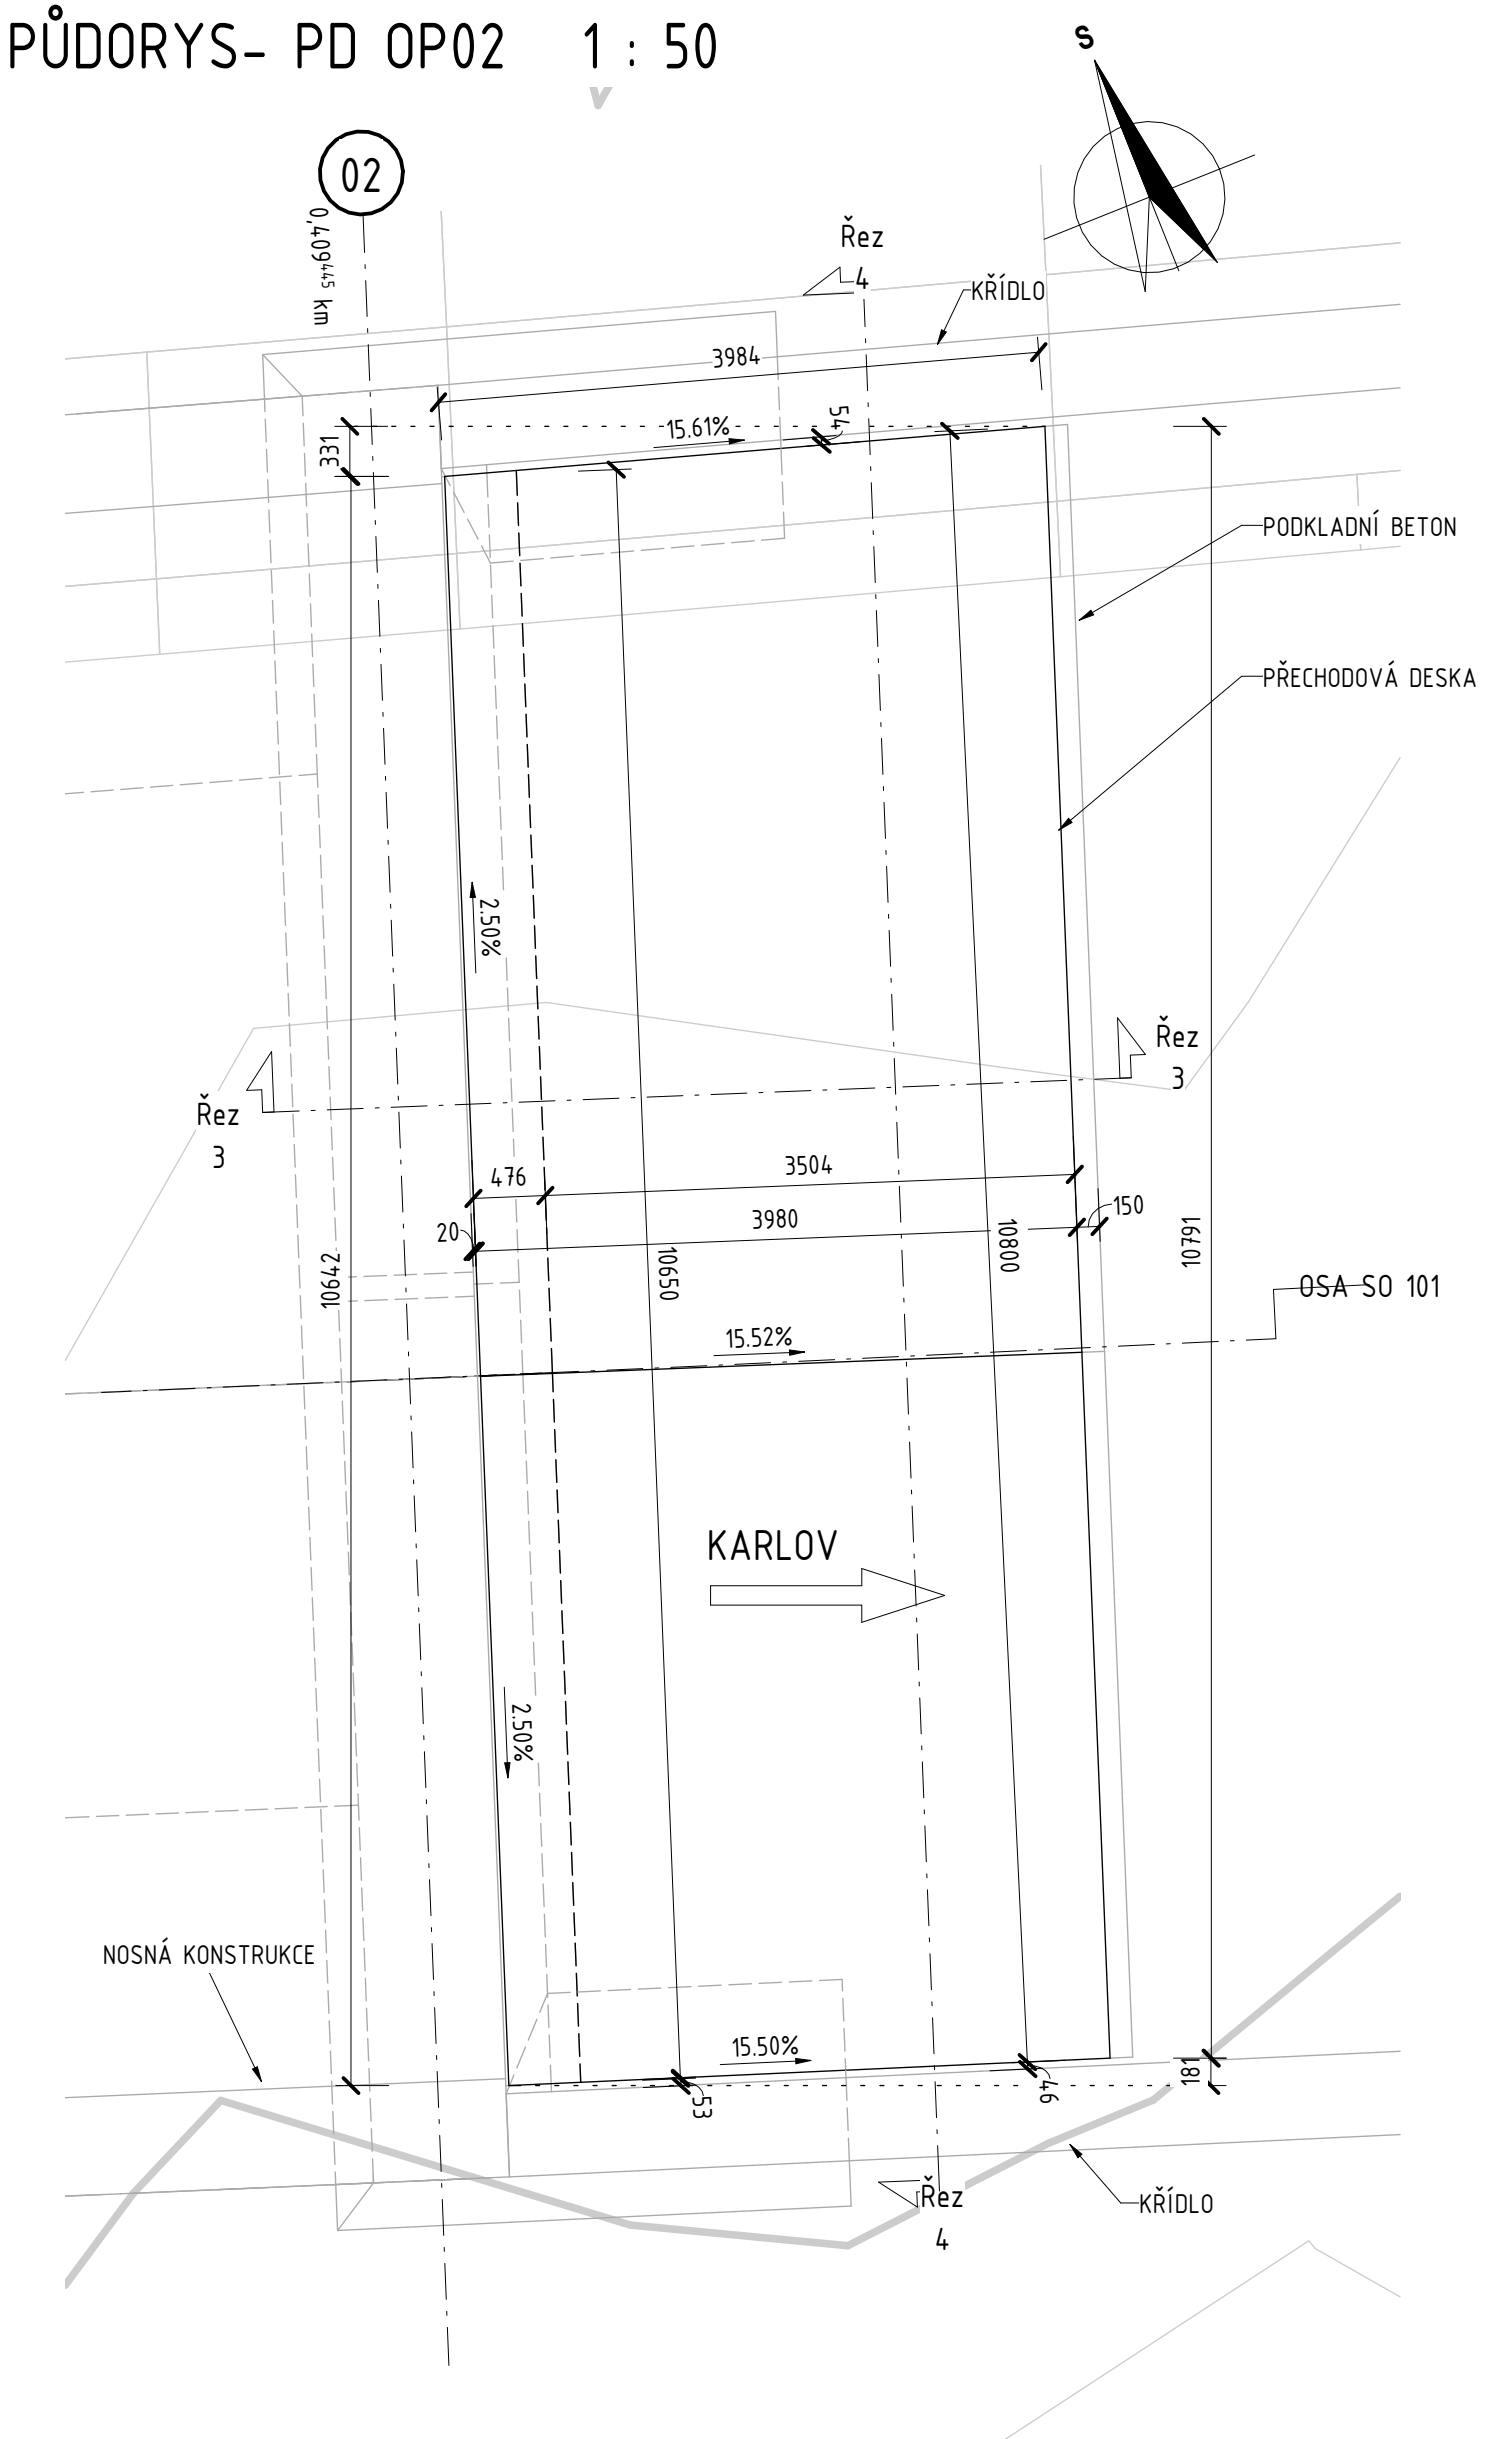 PŮDORYS- PD OP02 1 : 50
S
02
0,409445 km
Řez
4
KŘÍDLO
3984
54
15.61%
331
PODKLADNÍ BETON
PŘECHODOVÁ DESKA
2.50%
Řez
3
Řez
3
476
3504
20
3980
150
10642
10650
10800
10791
OSA SO 101
15.52%
KARLOV
2.50%
NOSNÁ KONSTRUKCE
15.50%
53
46
181
Řez
4
KŘÍDLO